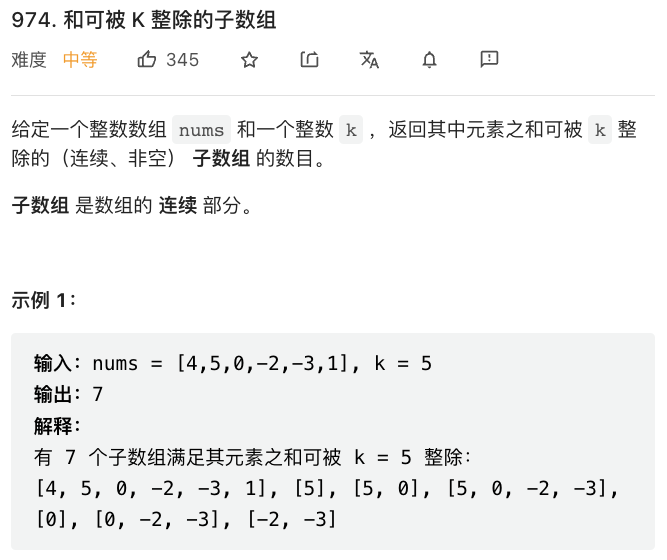 974. 和可被 K 整除的子数组
难度 中等 345
给定一个整数数组 nums 和一个整数 k ，返回其中元素之和可被 k 整
除的（连续、非空） 子数组 的数目。
子数组 是数组的 连续 部分。
示例 1：
输入：nums = [4,5,0,-2,-3,1], k = 5
输出：7
解释：
有 7 个子数组满足其元素之和可被 k = 5 整除：
[4, 5, 0, -2, -3, 1], [5], [5, 0], [5, 0, -2, -3],
[0], [0, -2, -3], [-2, -3]